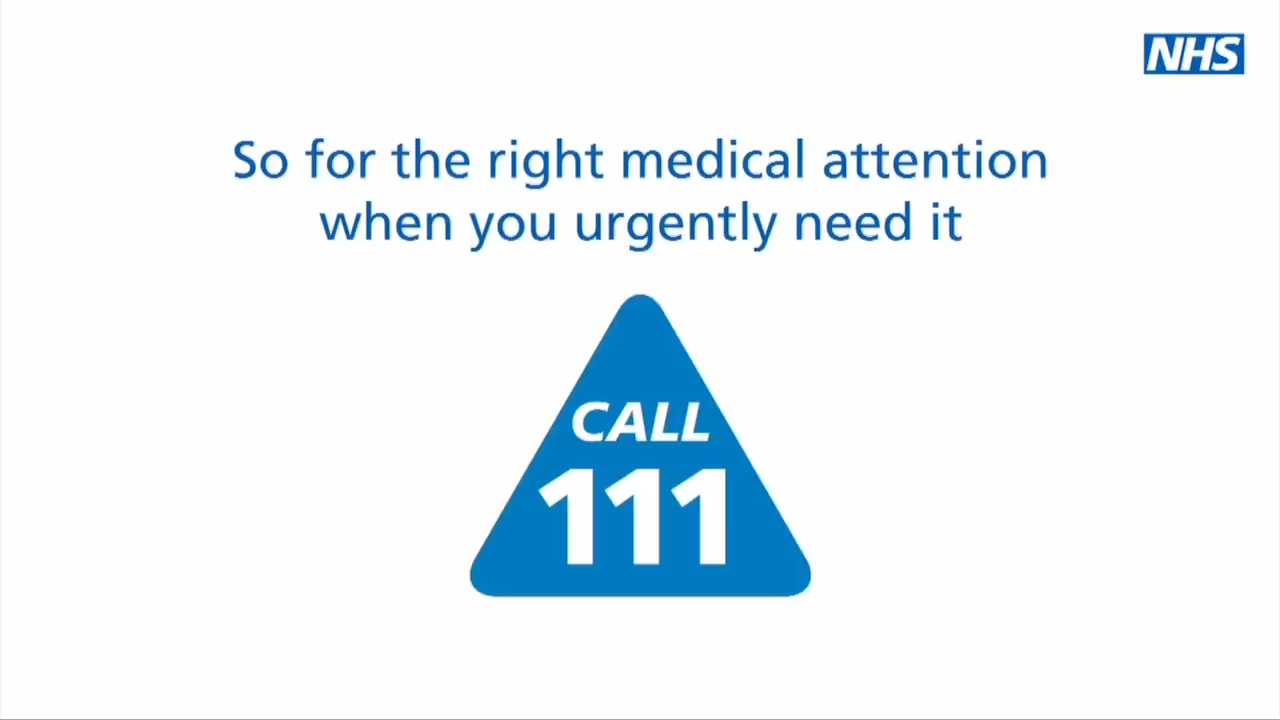 NHS
So for the right medical attention
when you urgently need it
CALL
111